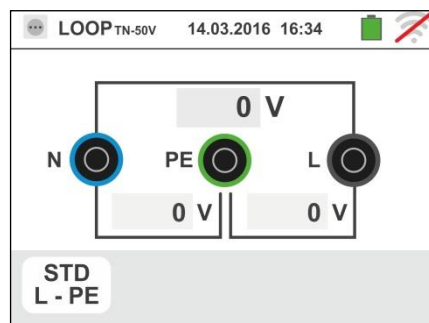 LOOP TN-50V 14.03.2016 16:34
0 V
N PE L
0 V 0 V
STD
L - PE